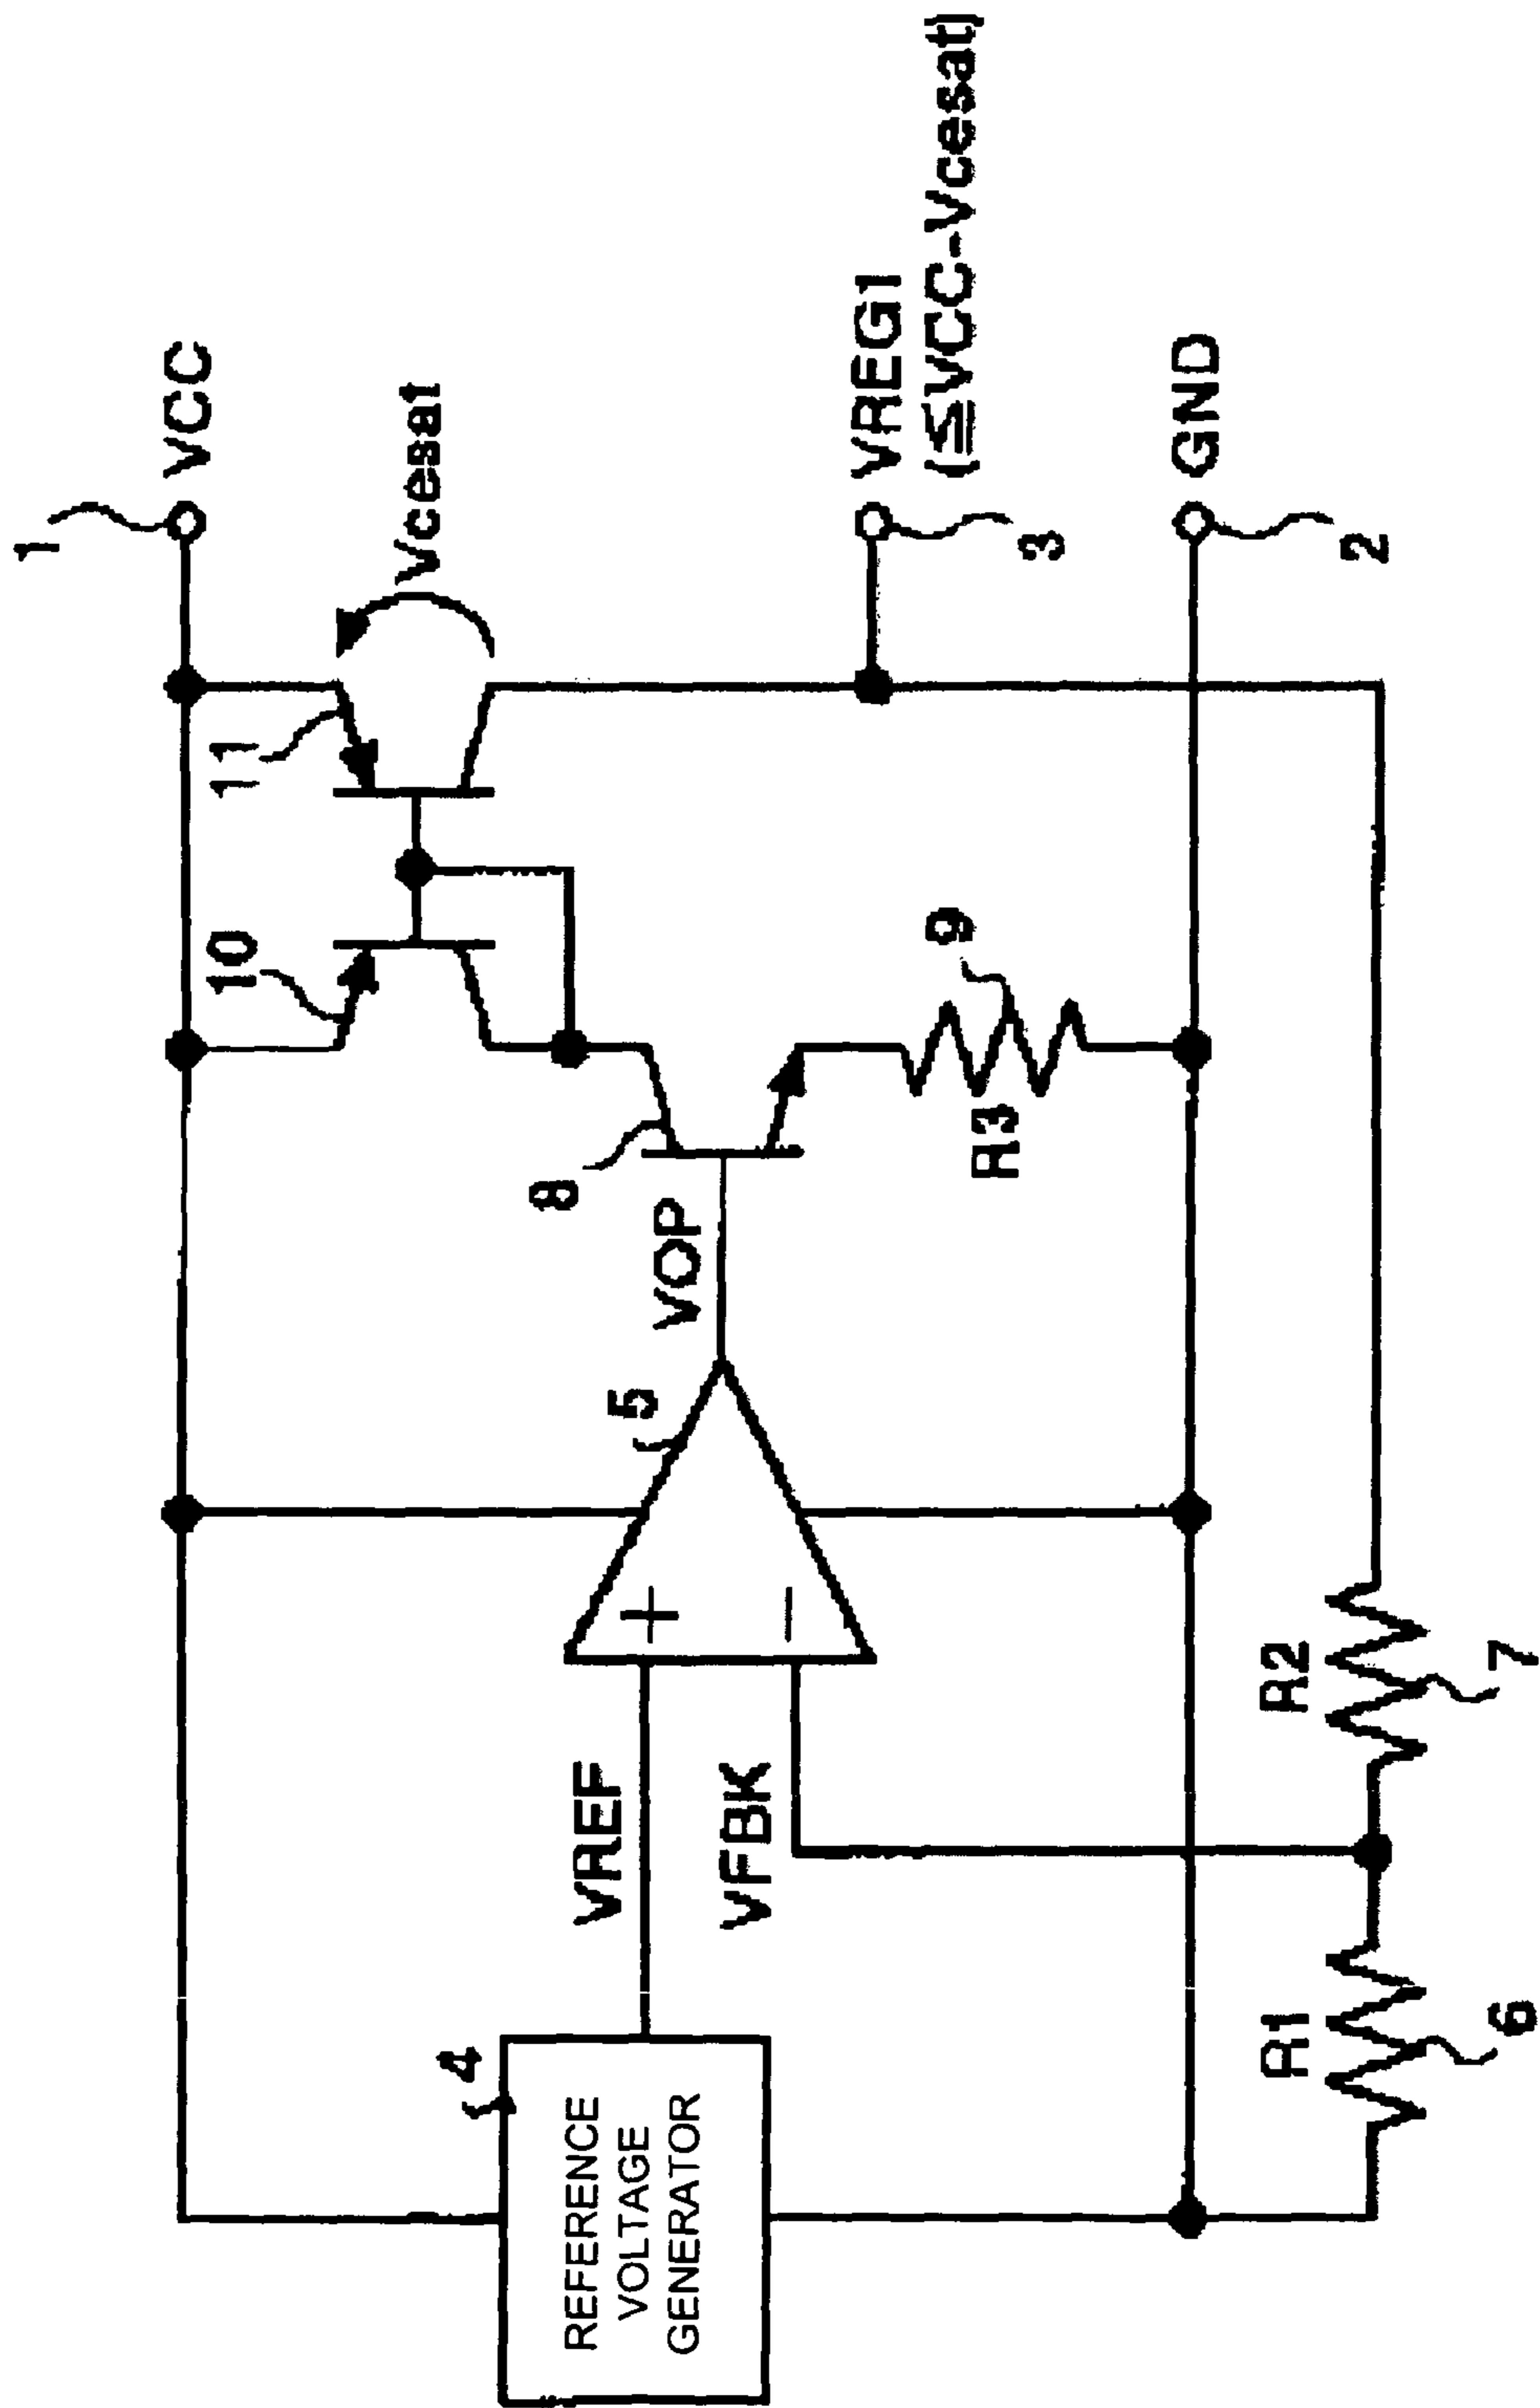 1
VCC
11
Vcesat
10
8
VOP
9
R3
VREG1
(≦VCC-Vcesat)
3
GND
2
5
+
−
VREF
VFBK
4
REFERENCE
VOLTAGE
GENERATOR
R1
6
R2
7